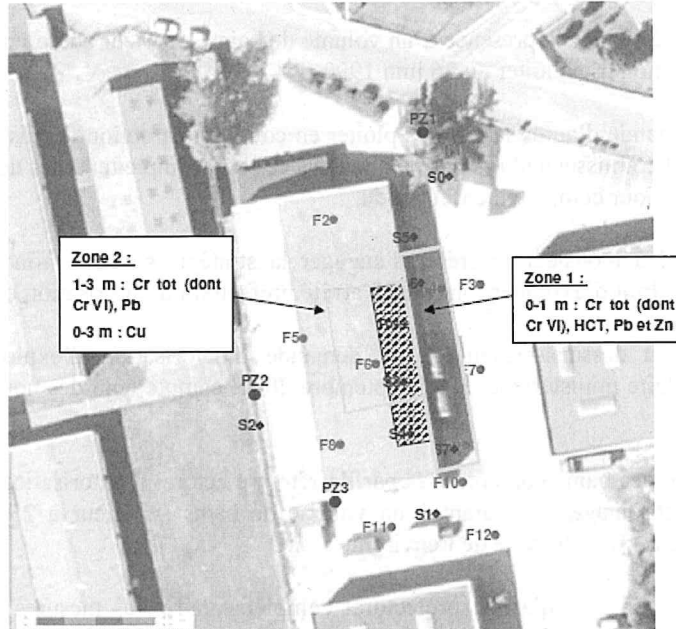 PZ1
S0
F2
S5
F3
Zone 2 :
1-3 m : Cr tot (dont
Cr VI), Pb
0-3 m : Cu
Zone 1 :
0-1 m : Cr tot (dont
Cr VI), HCT, Pb et Zn
F5
F6
F7
PZ2
S2
S3
F8
S4
S7
F10
PZ3
S1
F11
F12